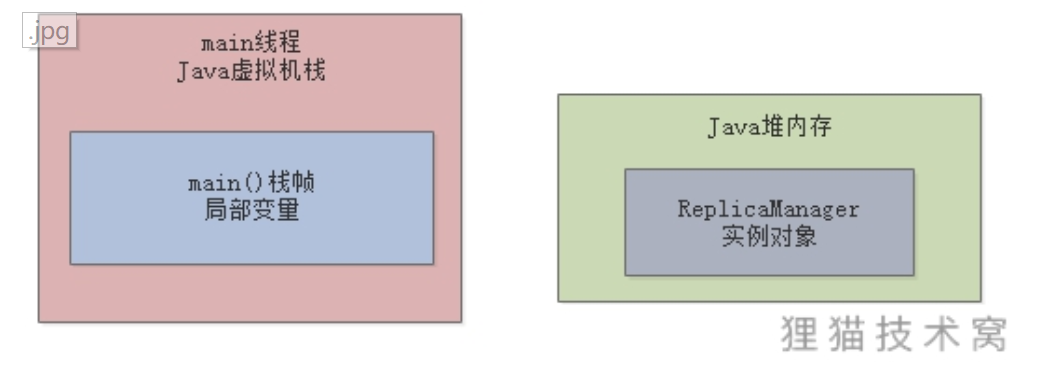 .jpg
main线程
Java虚拟机栈
main()栈帧
局部变量
Java堆内存
ReplicaManager
实例对象
狸猫技术窝